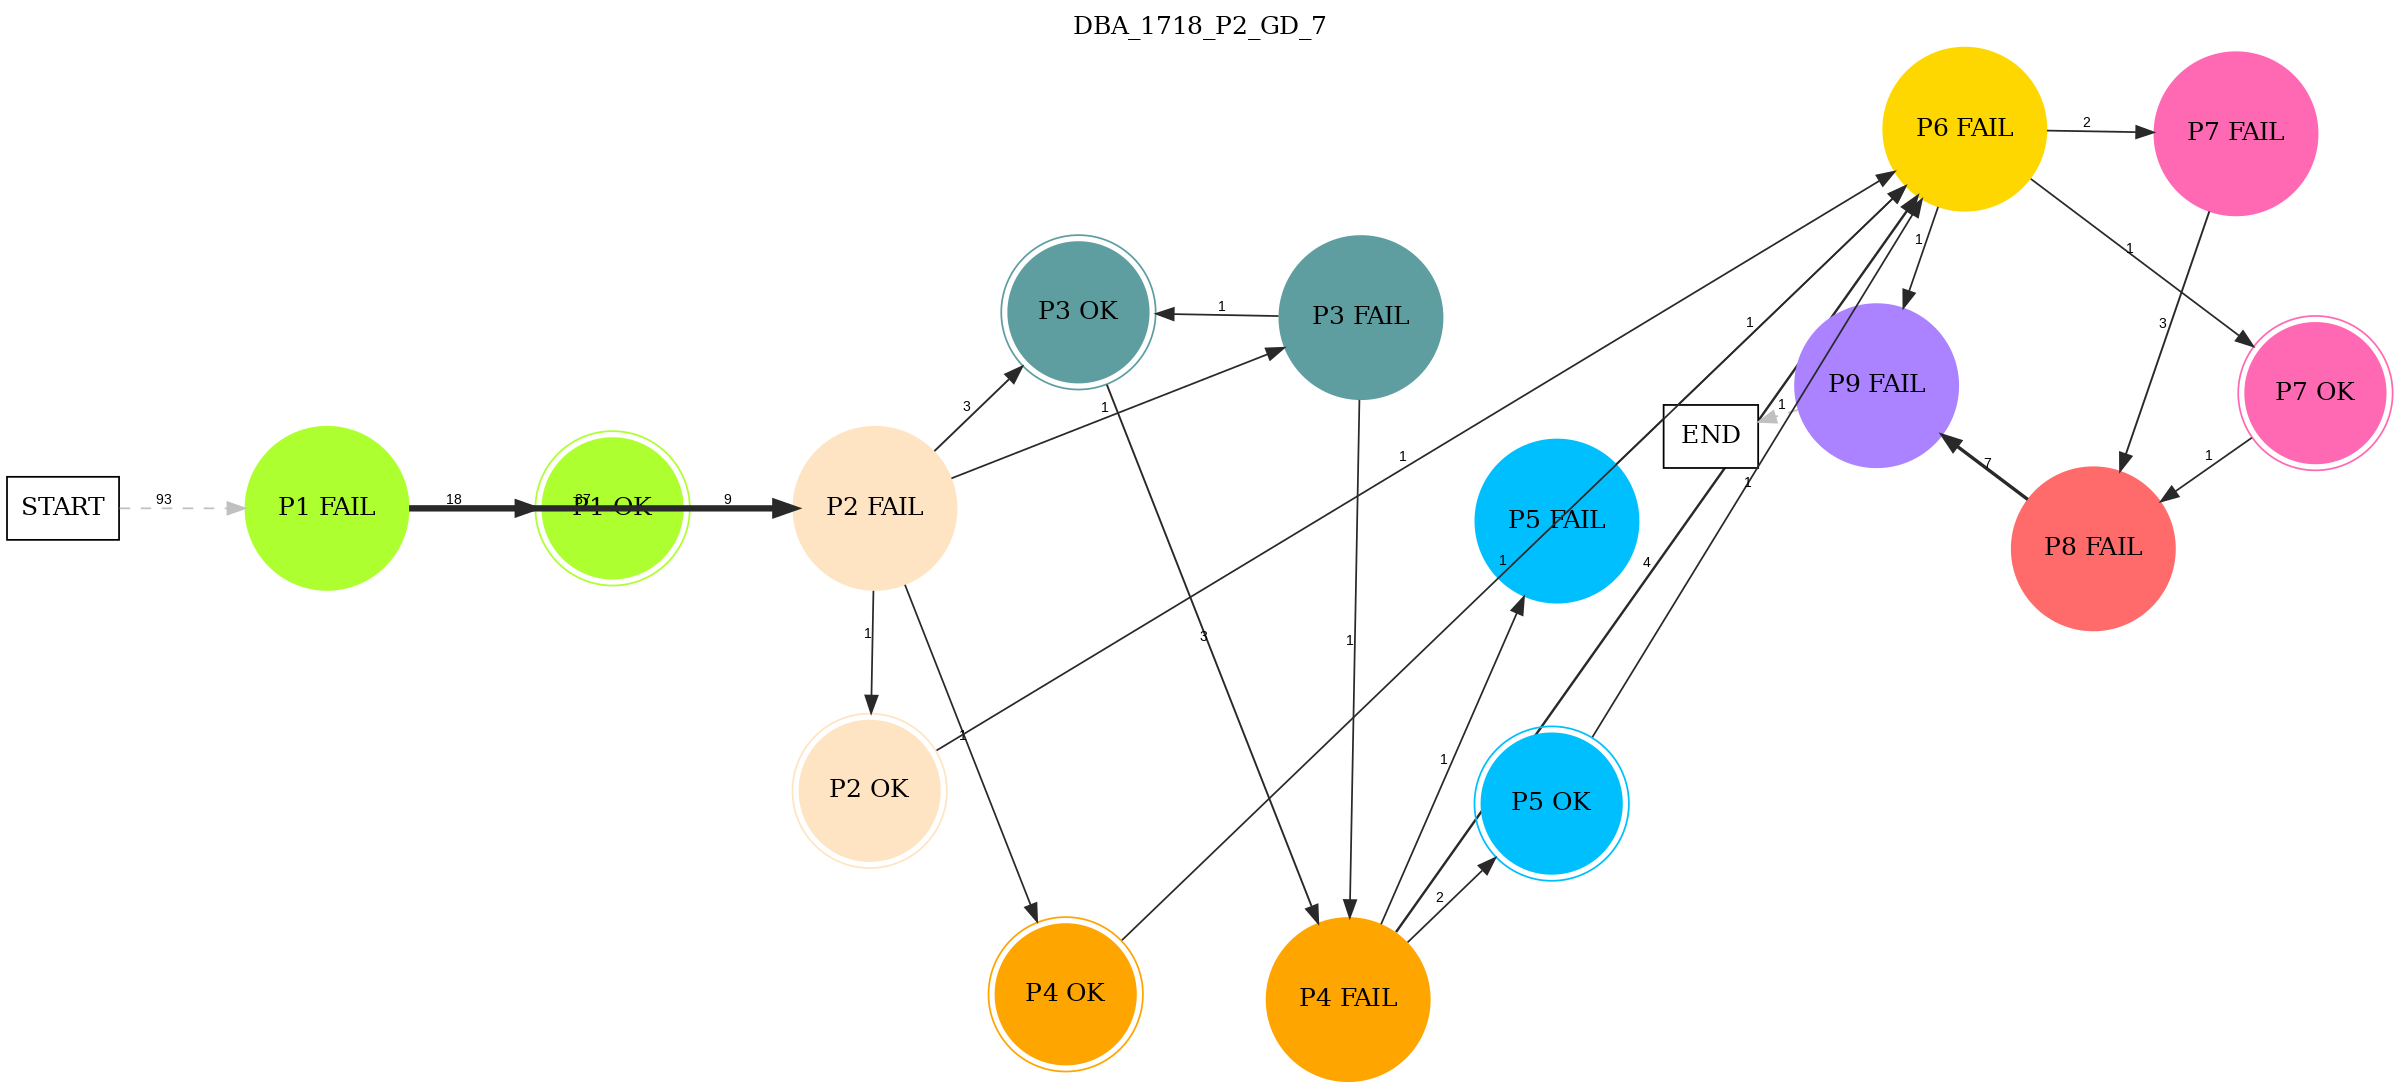 DBA_1718_P2_GD_7
P6 FAIL
2
P7 FAIL
1
1
P3 OK
1
P3 FAIL
1
3
P9 FAIL
P7 OK
3
1
1
END
1
1
7
START
93
P1 FAIL
18
P1 OK
37
9
P2 FAIL
P5 FAIL
1
P8 FAIL
1
4
1
3
1
1
1
P2 OK
P5 OK
2
P4 OK
P4 FAIL